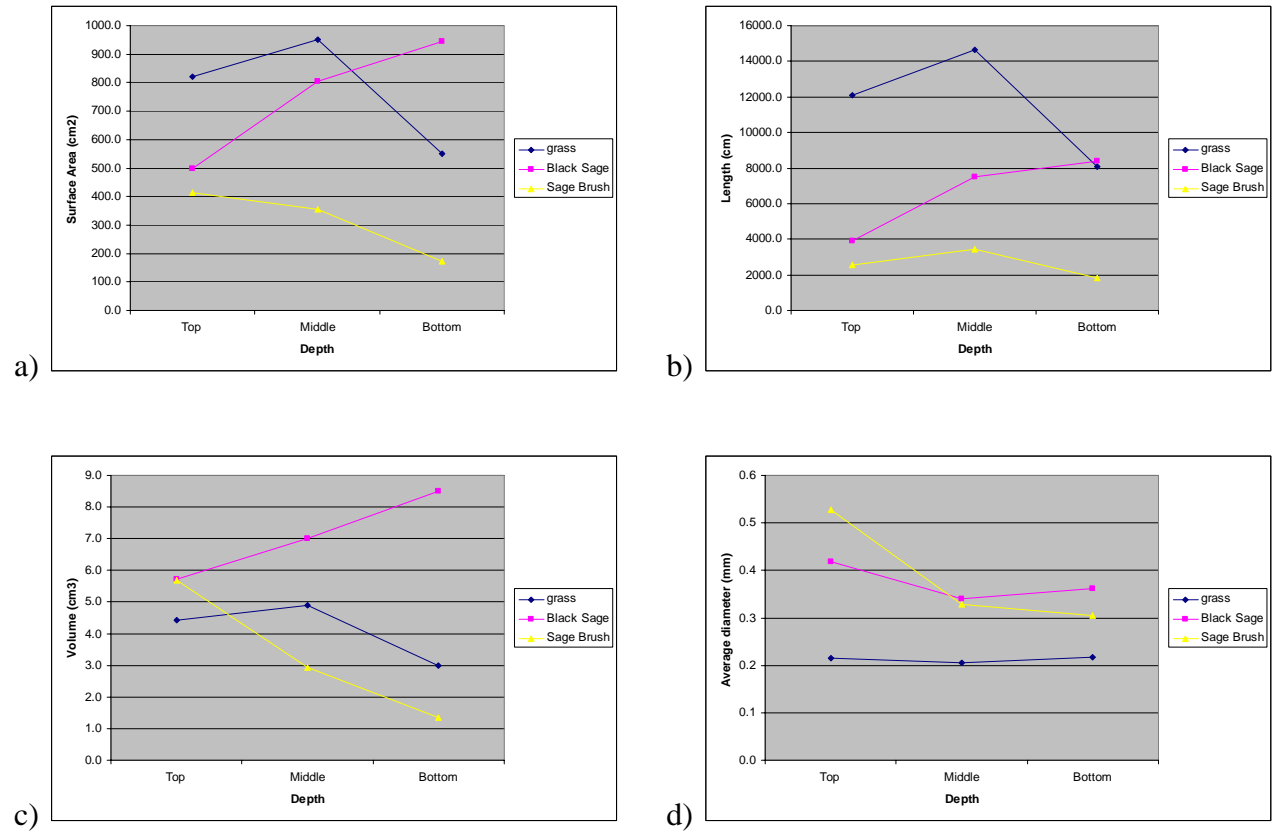 1000.0
900.0
800.0
700.0
600.0
500.0
400.0
300.0
200.0
100.0
0.0
Surface Area (cm2)
Top Middle Bottom
Depth
grass
Black Sage
Sage Brush
a)
16000.0
14000.0
12000.0
10000.0
8000.0
6000.0
4000.0
2000.0
0.0
Length (cm)
Top Middle Bottom
Depth
grass
Black Sage
Sage Brush
b)
9.0
8.0
7.0
6.0
5.0
4.0
3.0
2.0
1.0
0.0
Volume (cm3)
Top Middle Bottom
Depth
grass
Black Sage
Sage Brush
c)
0.6
0.5
0.4
0.3
0.2
0.1
0.0
Average diameter (mm)
Top Middle Bottom
Depth
grass
Black Sage
Sage Brush
d)